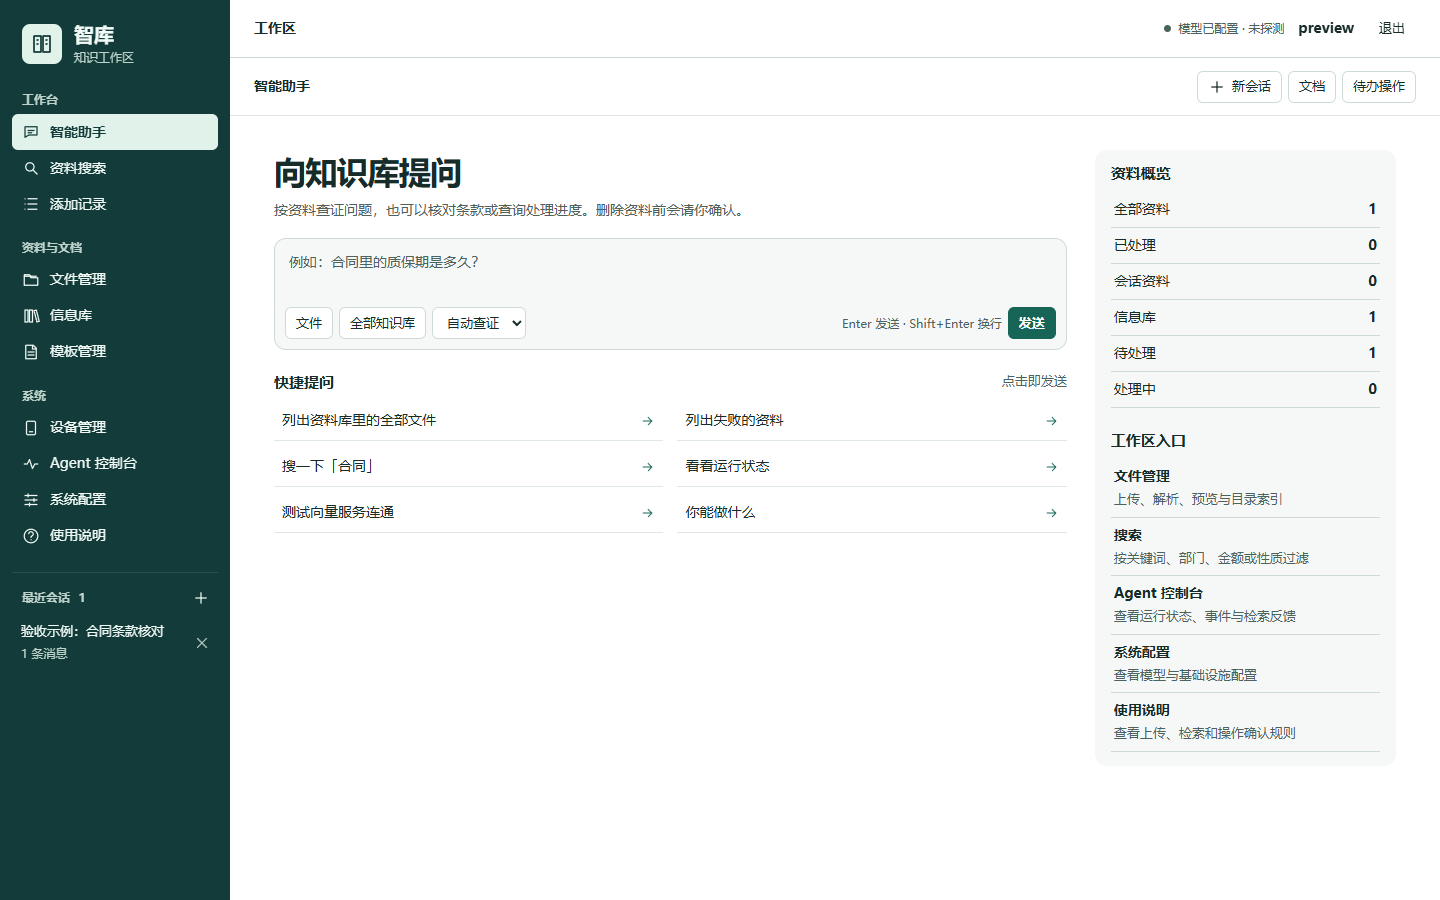 智库
知识工作区
工作台
智能助手
资料搜索
添加记录
资料与文档
文件管理
信息库
模板管理
系统
设备管理
Agent 控制台
系统配置
使用说明
最近会话 1
验收示例：合同条款核对
1 条消息
工作区
模型已配置 · 未探测
preview
退出
智能助手
新会话
文档
待办操作
向知识库提问
按资料查证问题，也可以核对条款或查询处理进度。删除资料前会请你确认。
例如：合同里的质保期是多久？
文件
全部知识库
自动查证
Enter 发送 · Shift+Enter 换行
发送
快捷提问
点击即发送
列出资料库里的全部文件
列出失败的资料
搜一下「合同」
看看运行状态
测试向量服务连通
你能做什么
资料概览
全部资料 1
已处理 0
会话资料 0
信息库 1
待处理 1
处理中 0
工作区入口
文件管理
上传、解析、预览与目录索引
搜索
按关键词、部门、金额或性质过滤
Agent 控制台
查看运行状态、事件与检索反馈
系统配置
查看模型与基础设施配置
使用说明
查看上传、检索和操作确认规则